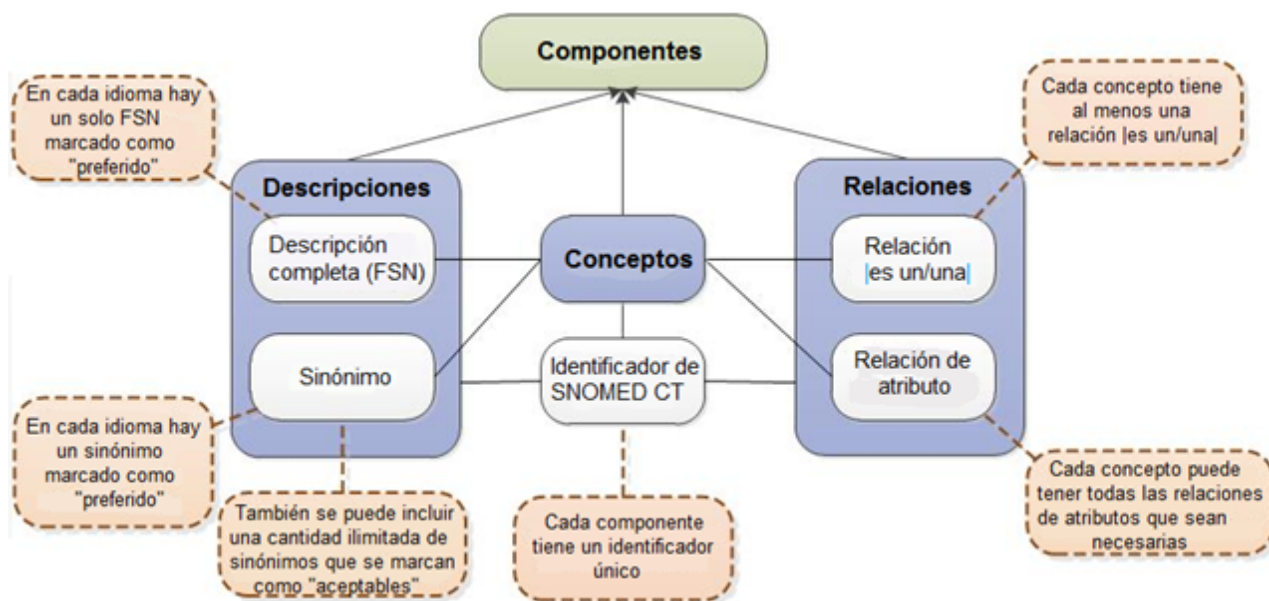 Componentes
En cada idioma hay
un solo FSN
marcado como
"preferido"
Cada concepto tiene
al menos una
relación |es un/una|
Descripciones
Descripción
completa (FSN)
Sinónimo
Conceptos
Identificador de
SNOMED CT
Relaciones
Relación
|es un/una|
Relación de
atributo
En cada idioma hay
un sinónimo
marcado como
"preferido"
También se puede incluir
una cantidad ilimitada de
sinónimos que se marcan
como "aceptables"
Cada componente
tiene un identificador
único
Cada concepto puede
tener todas las relaciones
de atributos que sean
necesarias